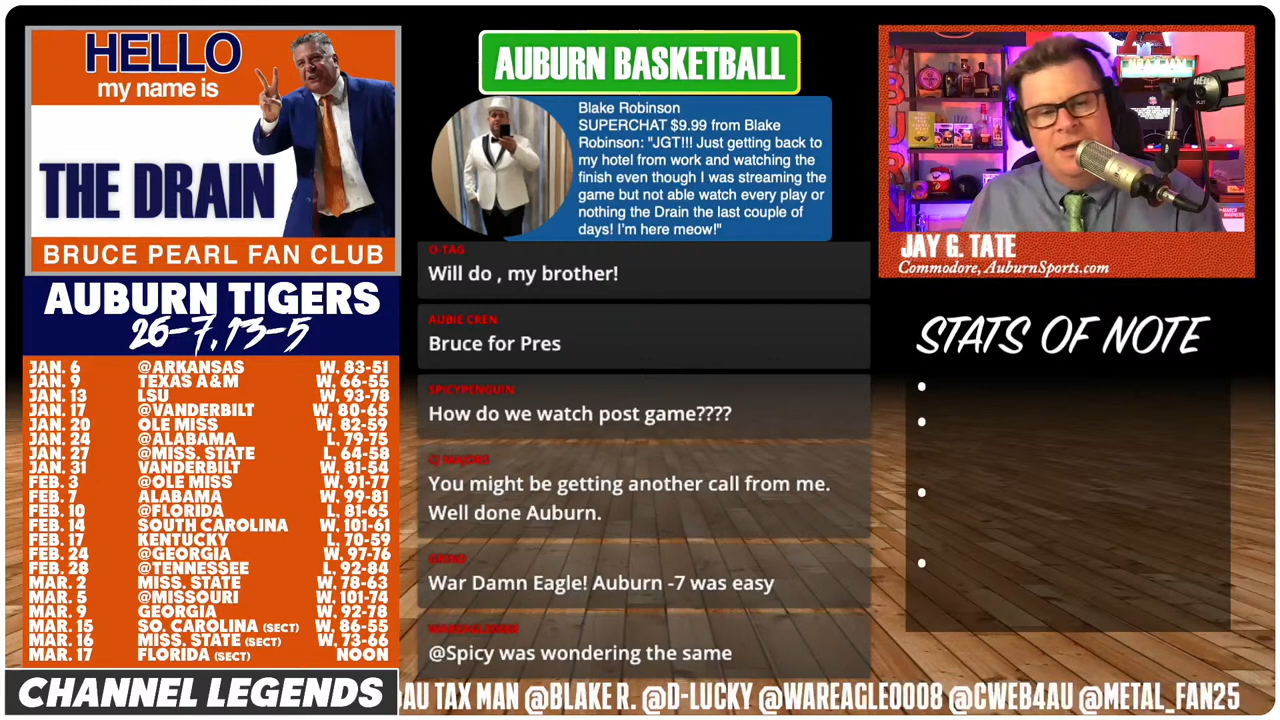 HELLO
my name is
THE DRAIN
BRUCE PEARL FAN CLUB
AUBURN TIGERS
26-7, 13-5
JAN. 6 @ARKANSAS W, 83-51
JAN. 9 TEXAS A&M W, 66-55
JAN. 13 LSU W, 93-78
JAN. 17 @VANDERBILT W, 80-65
JAN. 20 OLE MISS W, 82-59
JAN. 24 @ALABAMA L, 79-75
JAN. 27 @MISS. STATE L, 64-58
JAN. 31 VANDERBILT W, 81-54
FEB. 3 @OLE MISS W, 91-77
FEB. 7 ALABAMA W, 99-81
FEB. 10 @FLORIDA L, 81-65
FEB. 14 SOUTH CAROLINA W, 101-61
FEB. 17 KENTUCKY L, 70-59
FEB. 24 @GEORGIA W, 97-76
FEB. 28 @TENNESSEE L, 92-84
MAR. 2 MISS. STATE W, 78-63
MAR. 5 @MISSOURI W, 101-74
MAR. 9 GEORGIA W, 92-78
MAR. 15 SO. CAROLINA (SECT) W, 86-55
MAR. 16 MISS. STATE (SECT) W, 73-66
MAR. 17 FLORIDA (SECT) NOON
CHANNEL LEGENDS
AUBURN BASKETBALL
Blake Robinson
SUPERCHAT $9.99 from Blake
Robinson: "JGT!!! Just getting back to
my hotel from work and watching the
finish even though I was streaming the
game but not able watch every play or
nothing the Drain the last couple of
days! I'm here meow!"
O-TAG
Will do , my brother!
AUBIE CREN
Bruce for Pres
SPICYPENGUIN
How do we watch post game????
CJ MAJORS
You might be getting another call from me.
Well done Auburn.
War Damn Eagle! Auburn -7 was easy
WAREAGLE0008
@Spicy was wondering the same
JAY G. TATE
Commodore, AuburnSports.com
STATS OF NOTE
@AU TAX MAN @BLAKE R. @D-LUCKY @WAREAGLE0008 @CWEB4AU @METAL_FAN25